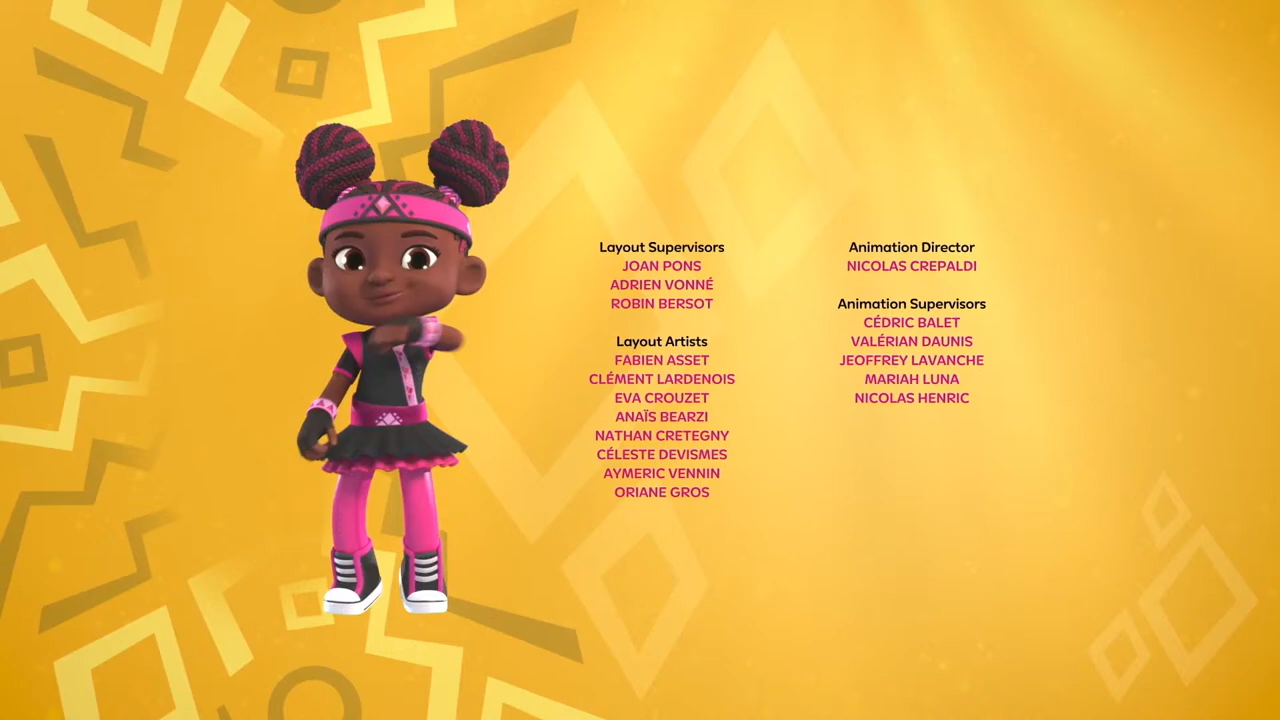 Layout Supervisors
JOAN PONS
ADRIEN VONNÉ
ROBIN BERSOT
Layout Artists
FABIEN ASSET
CLÉMENT LARDENOIS
EVA CROUZET
ANAÏS BEARZI
NATHAN CRETEGNY
CÉLESTE DEVISMES
AYMERIC VENNIN
ORIANE GROS
Animation Director
NICOLAS CREPALDI
Animation Supervisors
CÉDRIC BALET
VALÉRIAN DAUNIS
JEOFFREY LAVANCHE
MARIAH LUNA
NICOLAS HENRIC